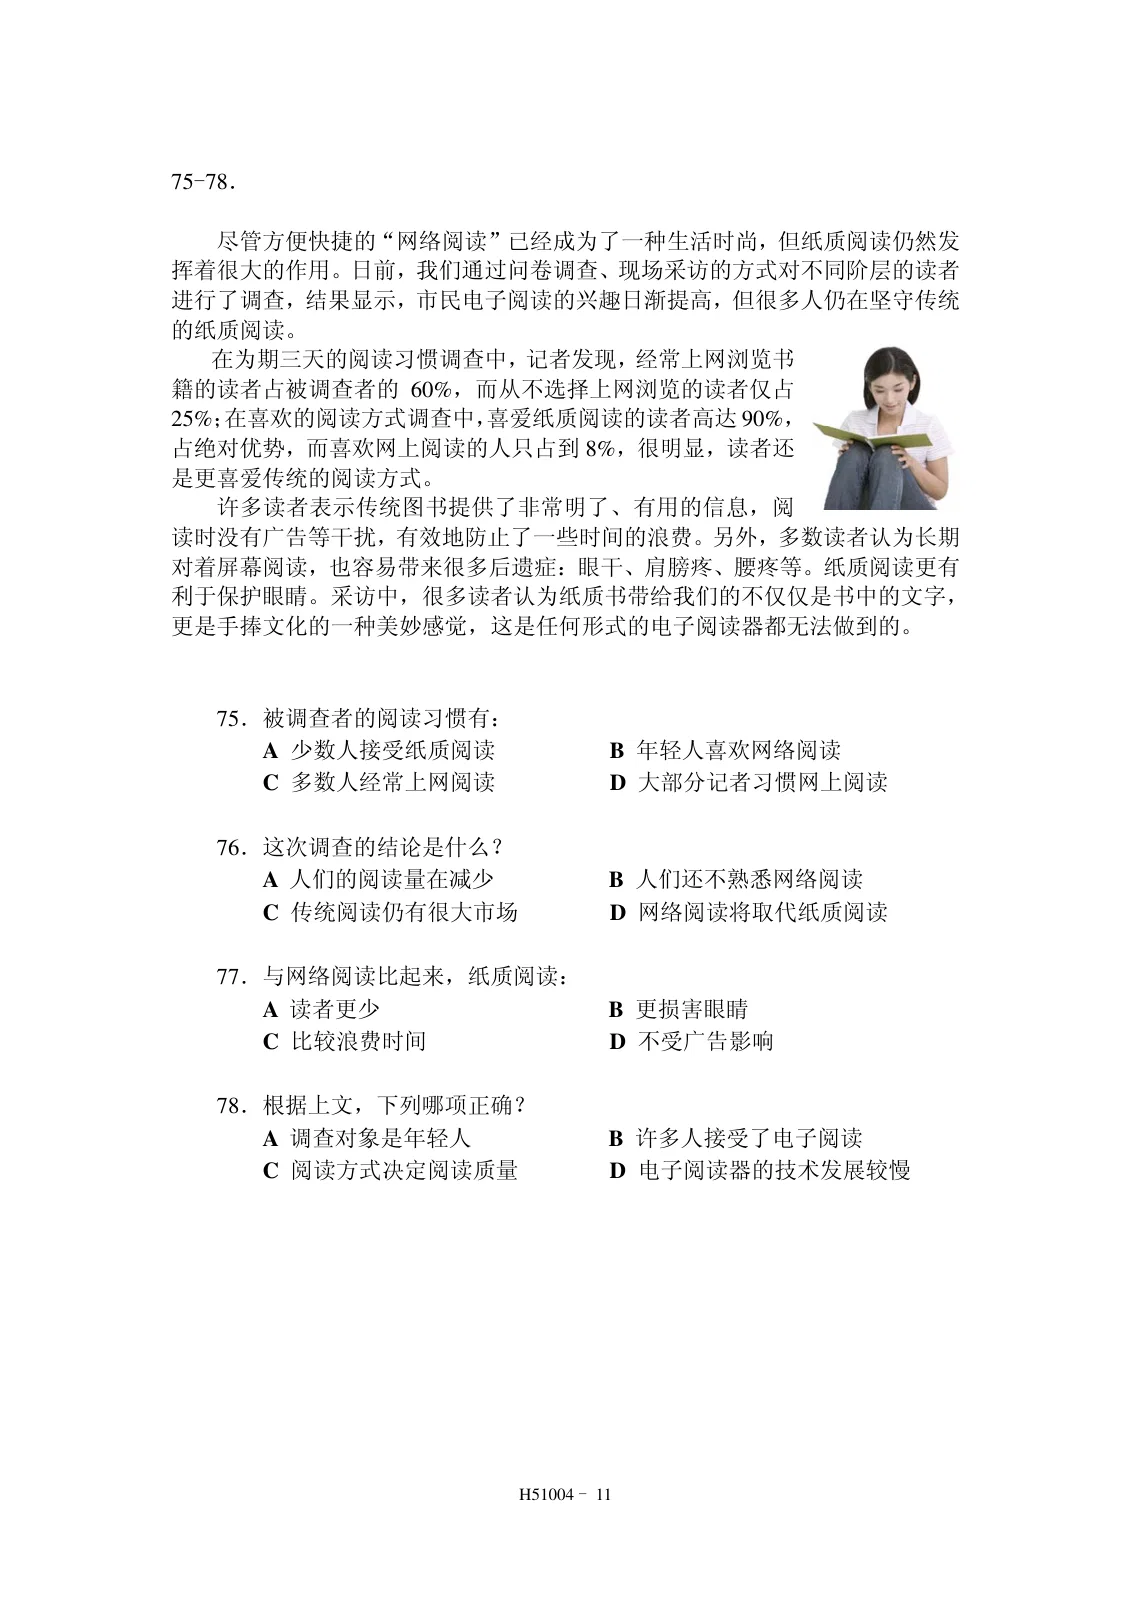 75-78．
尽管方便快捷的“网络阅读”已经成为了一种生活时尚，但纸质阅读仍然发
挥着很大的作用。日前，我们通过问卷调查、现场采访的方式对不同阶层的读者
进行了调查，结果显示，市民电子阅读的兴趣日渐提高，但很多人仍在坚守传统
的纸质阅读。
在为期三天的阅读习惯调查中，记者发现，经常上网浏览书
籍的读者占被调查者的 60%，而从不选择上网浏览的读者仅占
25%；在喜欢的阅读方式调查中，喜爱纸质阅读的读者高达 90%，
占绝对优势，而喜欢网上阅读的人只占到 8%，很明显，读者还
是更喜爱传统的阅读方式。
许多读者表示传统图书提供了非常明了、有用的信息，阅
读时没有广告等干扰，有效地防止了一些时间的浪费。另外，多数读者认为长期
对着屏幕阅读，也容易带来很多后遗症：眼干、肩膀疼、腰疼等。纸质阅读更有
利于保护眼睛。采访中，很多读者认为纸质书带给我们的不仅仅是书中的文字，
更是手捧文化的一种美妙感觉，这是任何形式的电子阅读器都无法做到的。
75．被调查者的阅读习惯有：
A 少数人接受纸质阅读 B 年轻人喜欢网络阅读
C 多数人经常上网阅读 D 大部分记者习惯网上阅读
76．这次调查的结论是什么？
A 人们的阅读量在减少 B 人们还不熟悉网络阅读
C 传统阅读仍有很大市场 D 网络阅读将取代纸质阅读
77．与网络阅读比起来，纸质阅读：
A 读者更少 B 更损害眼睛
C 比较浪费时间 D 不受广告影响
78．根据上文，下列哪项正确？
A 调查对象是年轻人 B 许多人接受了电子阅读
C 阅读方式决定阅读质量 D 电子阅读器的技术发展较慢
H51004－ 11